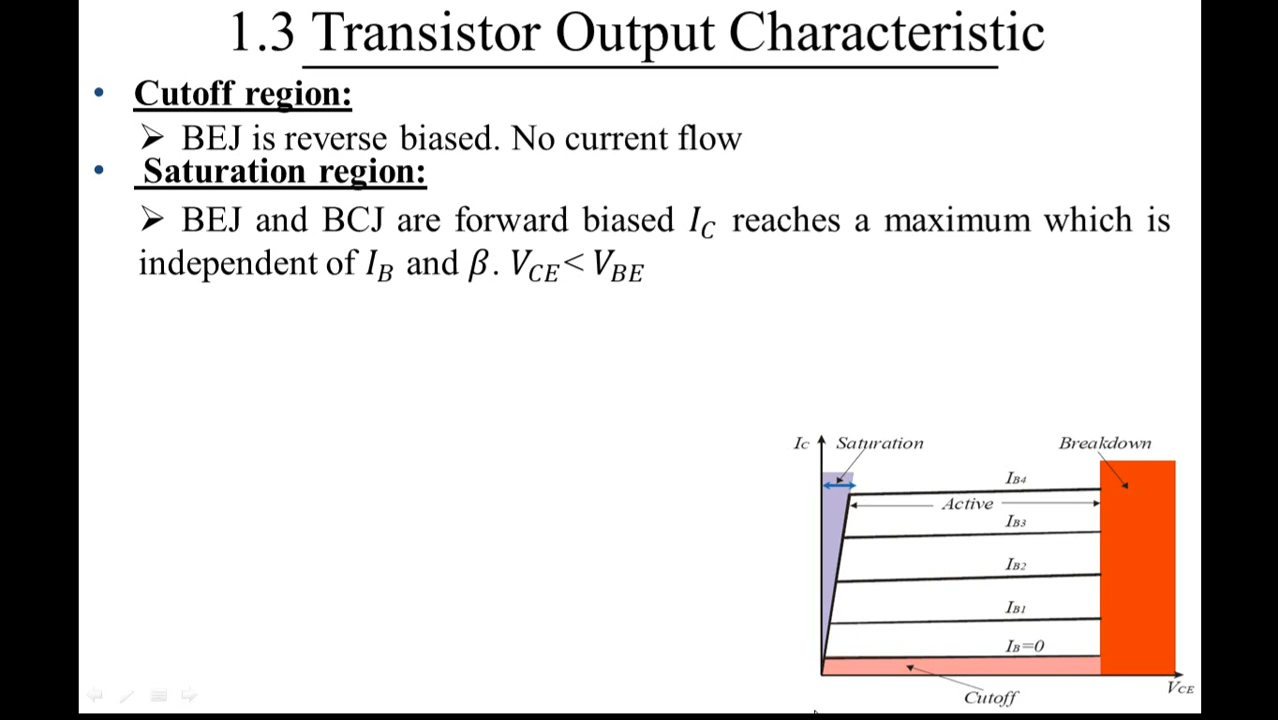 1.3 Transistor Output Characteristic
• Cutoff region:
➢ BEJ is reverse biased. No current flow
• Saturation region:
➢ BEJ and BCJ are forward biased I_C reaches a maximum which is
independent of I_B and β. V_CE < V_BE
Ic Saturation Breakdown
IB4
Active
IB3
IB2
IB1
IB=0
VCE
Cutoff